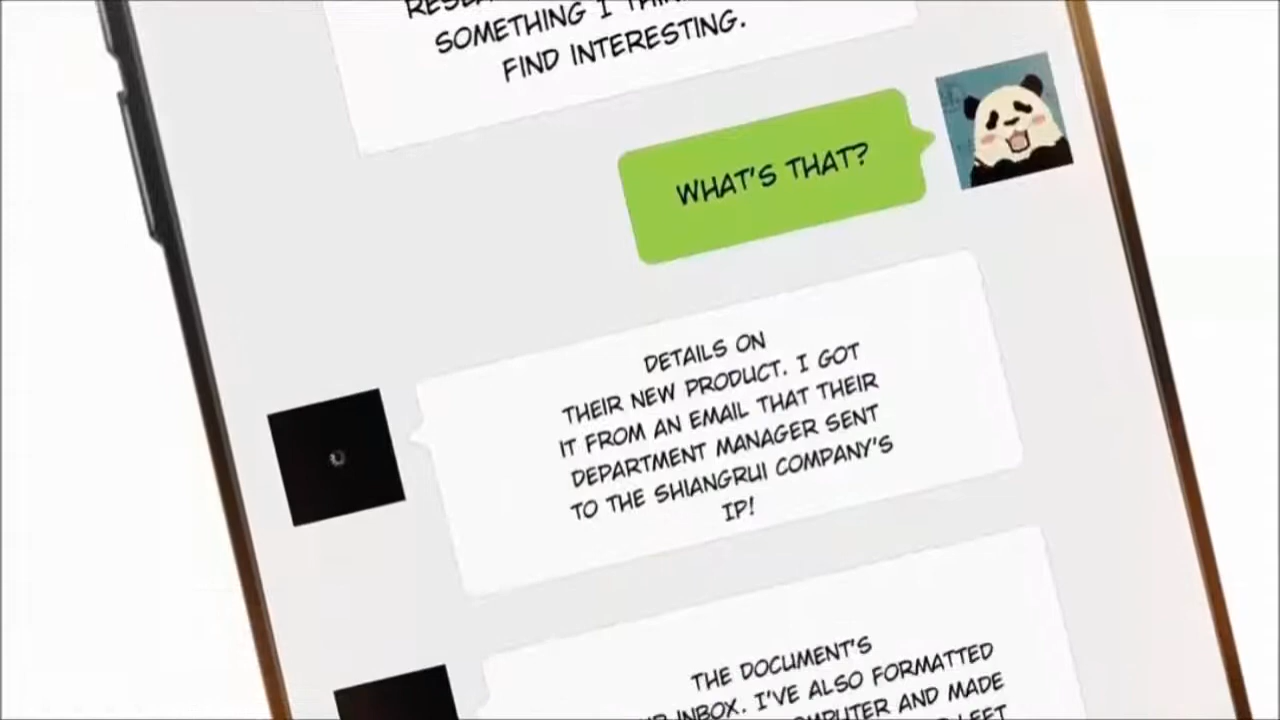 SOMETHING I
FIND INTERESTING.
WHAT'S THAT?
DETAILS ON
THEIR NEW PRODUCT. I GOT
IT FROM AN EMAIL THAT THEIR
DEPARTMENT MANAGER SENT
TO THE SHIANGRUI COMPANY'S
IP!
THE DOCUMENT'S
INBOX. I'VE ALSO FORMATTED
AND MADE
LEFT